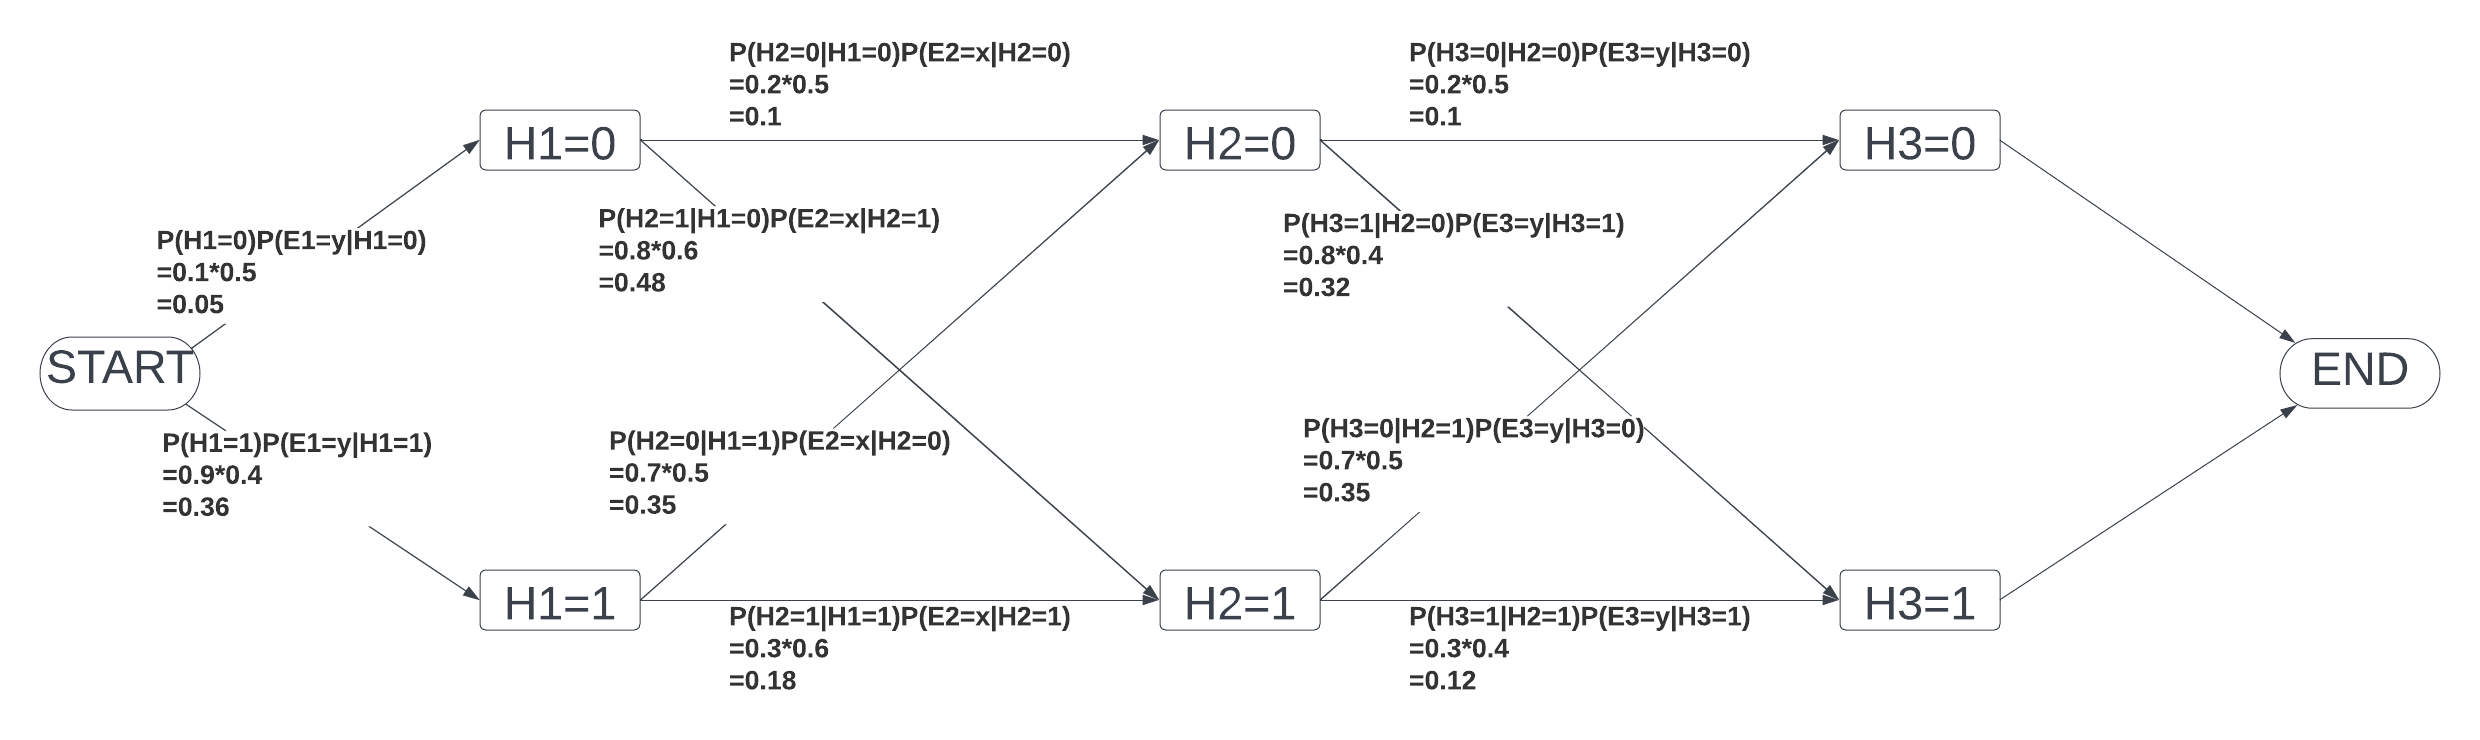 P(H2=0|H1=0)P(E2=x|H2=0)
=0.2*0.5
=0.1
P(H3=0|H2=0)P(E3=y|H3=0)
=0.2*0.5
=0.1
H1=0
H2=0
H3=0
P(H1=0)P(E1=y|H1=0)
=0.1*0.5
=0.05
P(H2=1|H1=0)P(E2=x|H2=1)
=0.8*0.6
=0.48
P(H3=1|H2=0)P(E3=y|H3=1)
=0.8*0.4
=0.32
START
END
P(H1=1)P(E1=y|H1=1)
=0.9*0.4
=0.36
P(H2=0|H1=1)P(E2=x|H2=0)
=0.7*0.5
=0.35
P(H3=0|H2=1)P(E3=y|H3=0)
=0.7*0.5
=0.35
H1=1
H2=1
H3=1
P(H2=1|H1=1)P(E2=x|H2=1)
=0.3*0.6
=0.18
P(H3=1|H2=1)P(E3=y|H3=1)
=0.3*0.4
=0.12